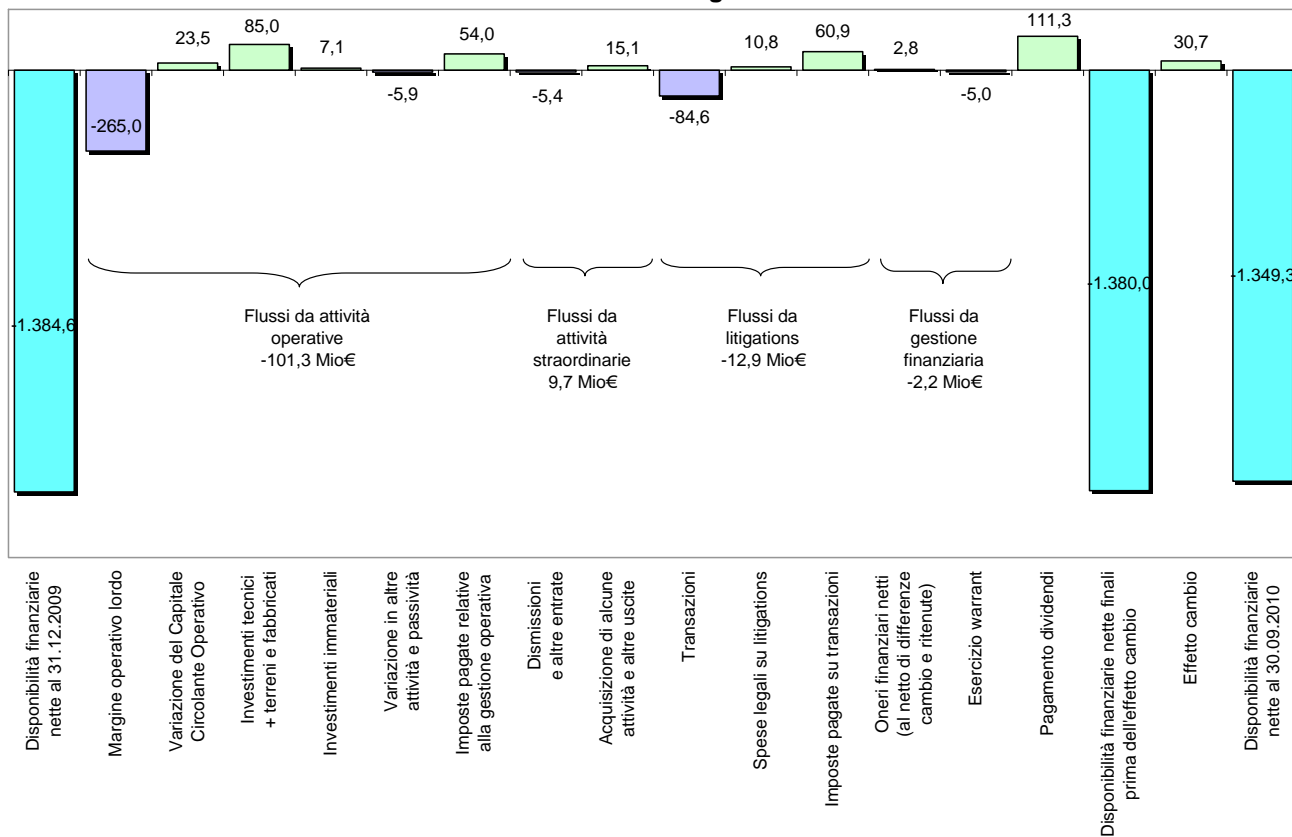 23,5
85,0
7,1
54,0
15,1
10,8
60,9
2,8
111,3
30,7
-5,9
-5,4
-84,6
-5,0
-265,0
-1.384,6
-1.380,0
-1.349,3
Flussi da attività
operative
-101,3 Mio€
Flussi da
attività
straordinarie
9,7 Mio€
Flussi da
litigations
-12,9 Mio€
Flussi da
gestione
finanziaria
-2,2 Mio€
Disponibilità finanziarie
nette al 31.12.2009
Margine operativo lordo
Variazione del Capitale
Circolante Operativo
Investimenti tecnici
+ terreni e fabbricati
Investimenti immateriali
Variazione in altre
attività e passività
Imposte pagate relative
alla gestione operativa
Dismissioni
e altre entrate
Acquisizione di alcune
attività e altre uscite
Transazioni
Spese legali su litigations
Imposte pagate su transazioni
Oneri finanziari netti
(al netto di differenze
cambio e ritenute)
Esercizio warrant
Pagamento dividendi
Disponibilità finanziarie nette finali
prima dell'effetto cambio
Effetto cambio
Disponibilità finanziarie
nette al 30.09.2010